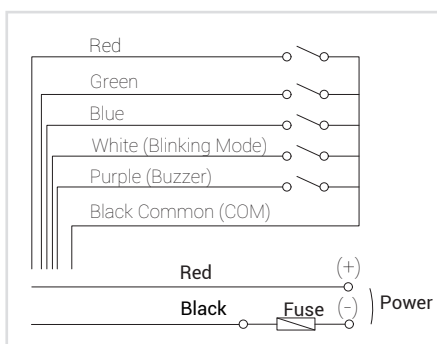 Red
Green
Blue
White (Blinking Mode)
Purple (Buzzer)
Black Common (COM)
Red (+)
Black Fuse (-) Power